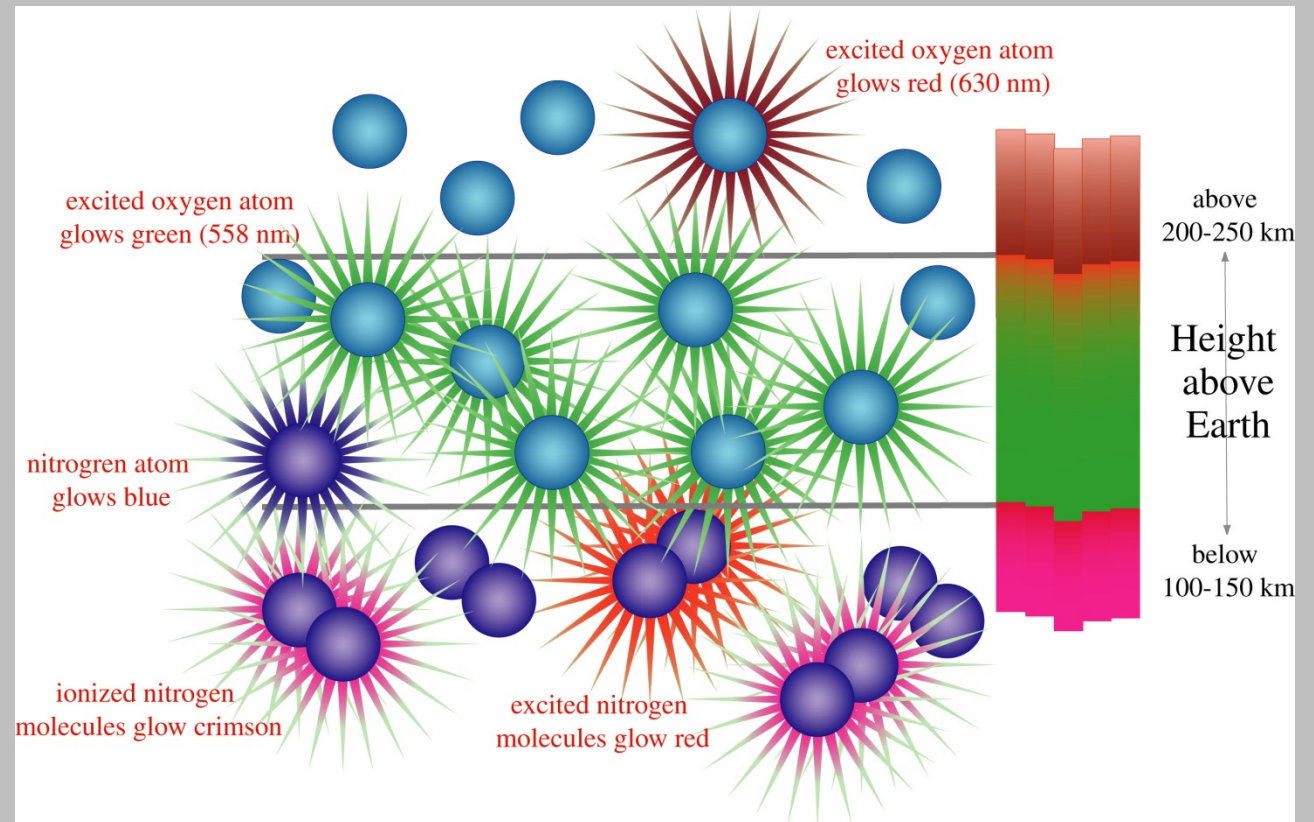 excited oxygen atom
glows red (630 nm)
excited oxygen atom
glows green (558 nm)
above
200-250 km
Height
above
Earth
nitrogren atom
glows blue
below
100-150 km
ionized nitrogen
molecules glow crimson
excited nitrogen
molecules glow red